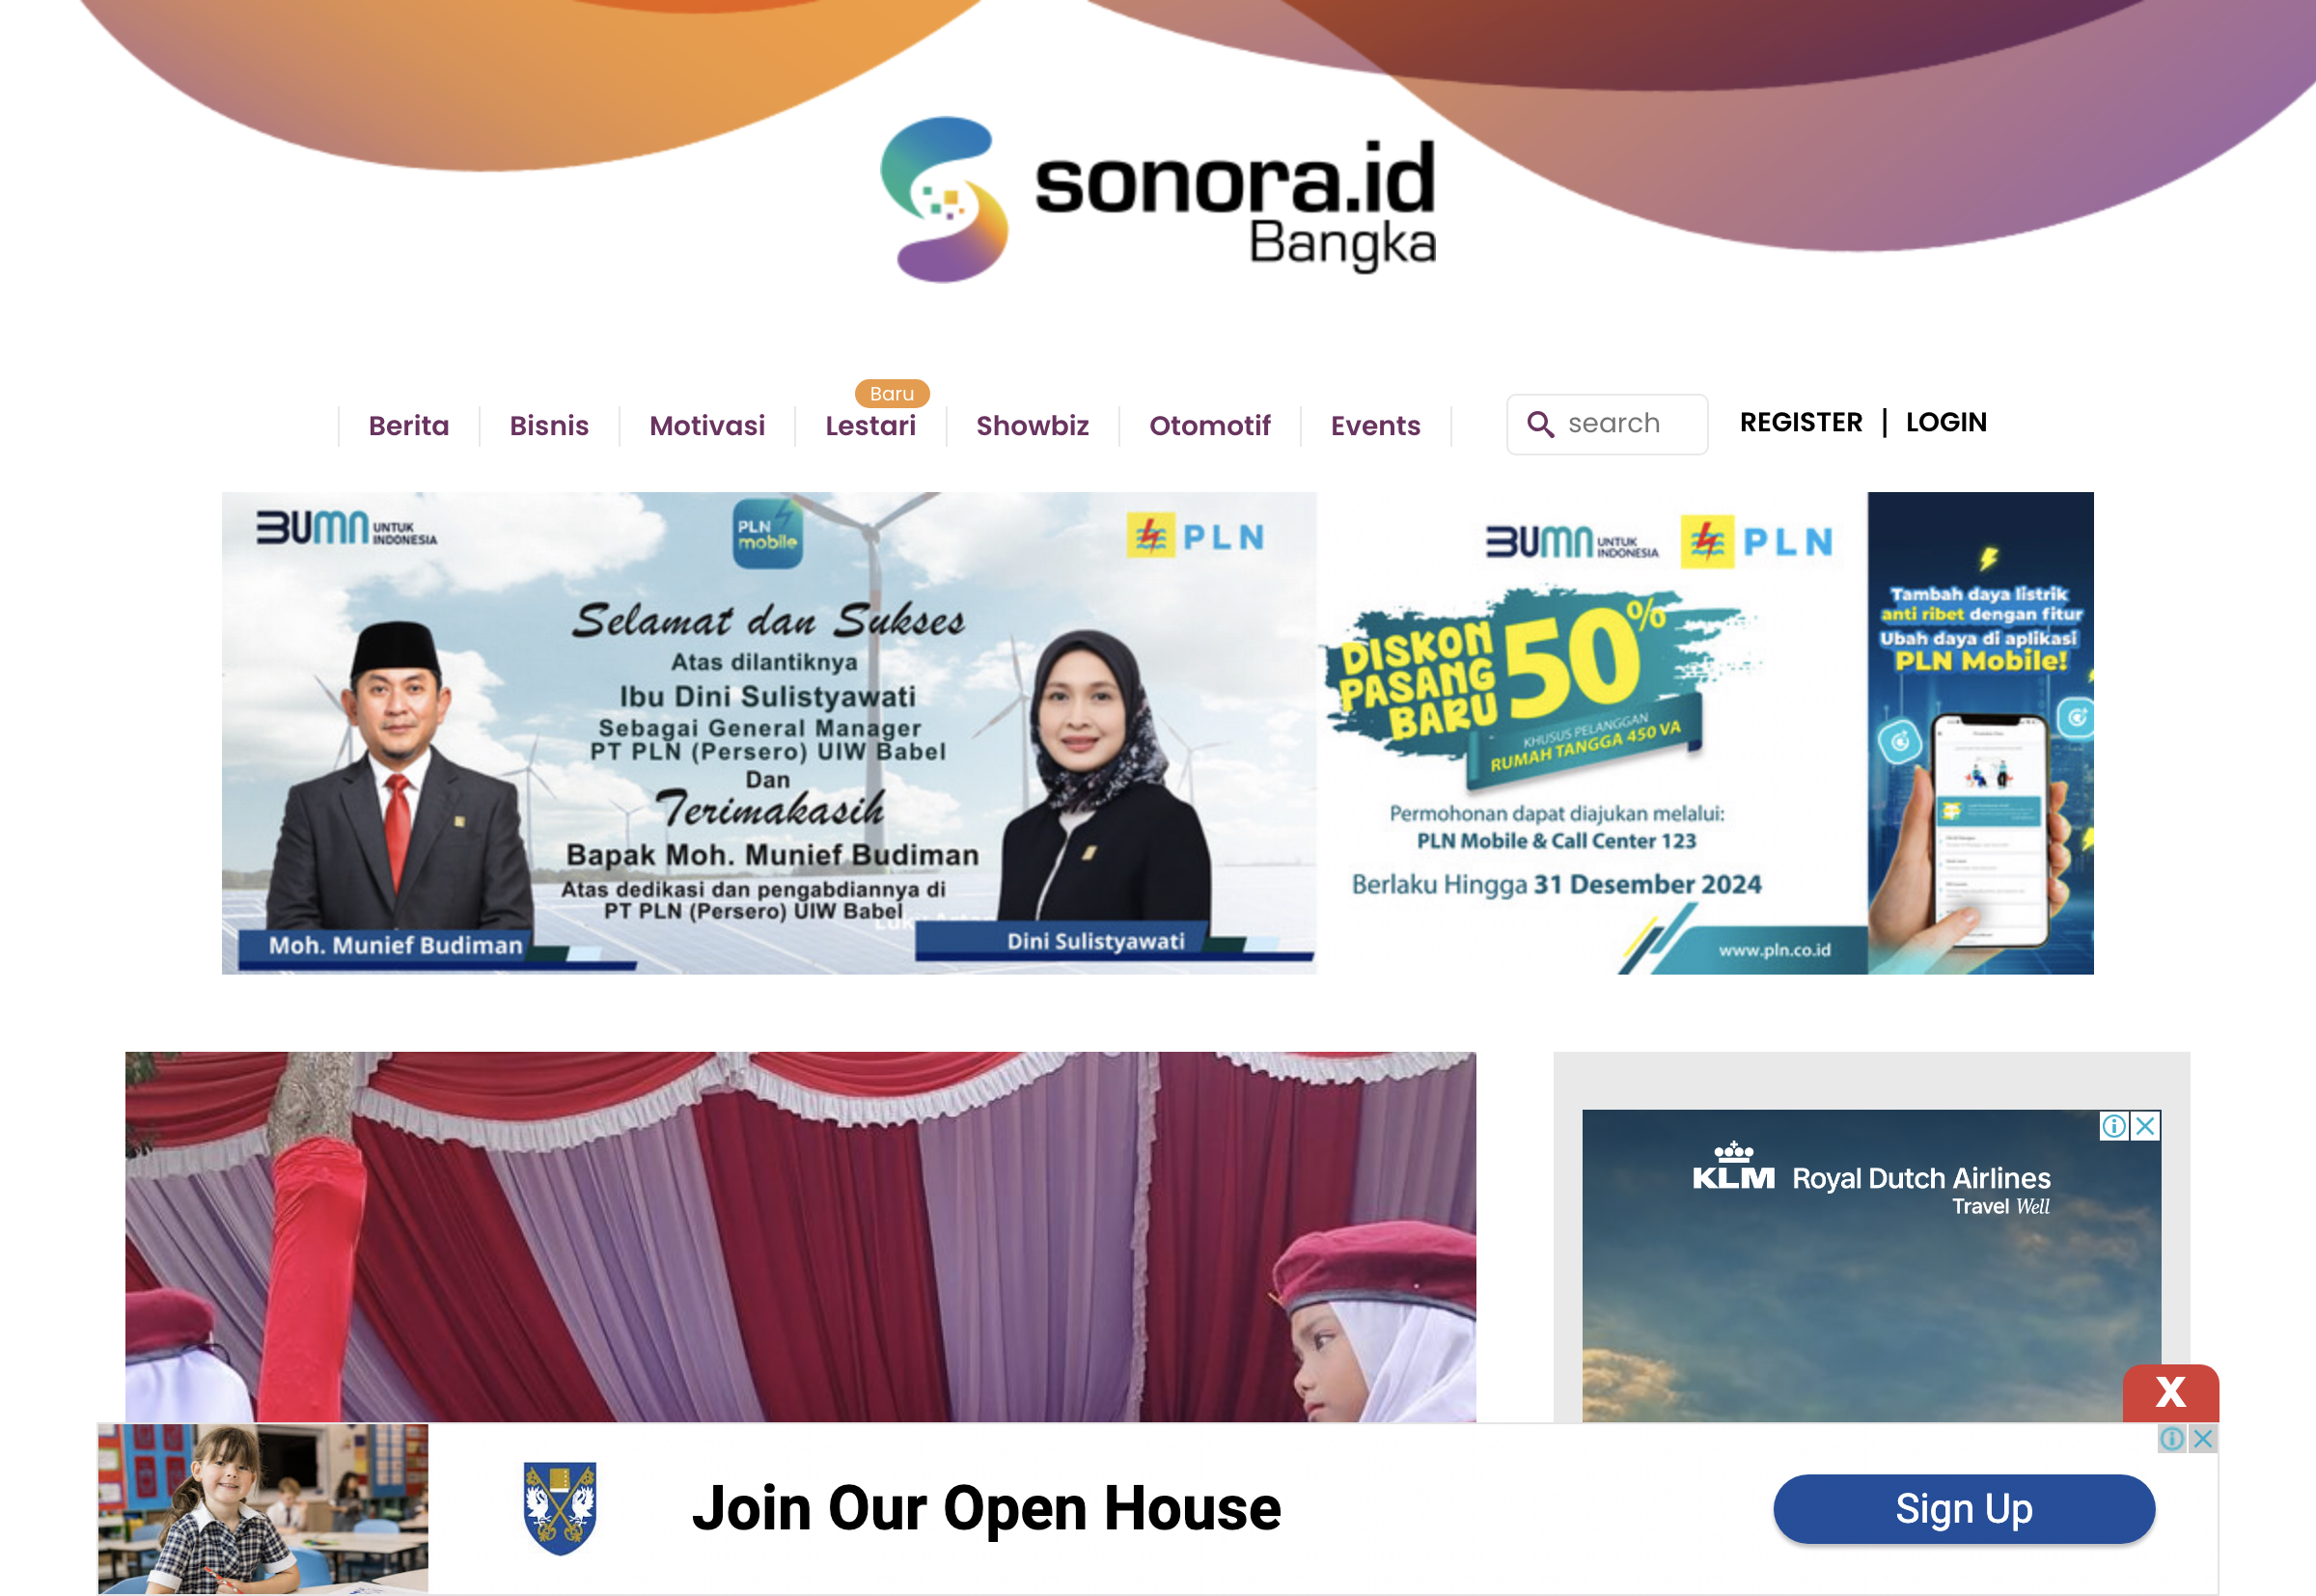 sonora.id
Bangka
Baru
Berita
Bisnis
Motivasi
Lestari
Showbiz
Otomotif
Events
search
REGISTER | LOGIN
BUMN UNTUK INDONESIA
PLN mobile
PLN
Selamat dan Sukses
Atas dilantiknya
Ibu Dini Sulistyawati
Sebagai General Manager
PT PLN (Persero) UIW Babel
Dan
Terimakasih
Bapak Moh. Munief Budiman
Atas dedikasi dan pengabdiannya di
PT PLN (Persero) UIW Babel
Moh. Munief Budiman
Dini Sulistyawati
BUMN UNTUK INDONESIA
PLN
DISKON
PASANG
BARU
50%
KHUSUS PELANGGAN
RUMAH TANGGA 450 VA
Permohonan dapat diajukan melalui:
PLN Mobile & Call Center 123
Berlaku Hingga 31 Desember 2024
www.pln.co.id
Tambah daya listrik
anti ribet dengan fitur
Ubah daya di aplikasi
PLN Mobile!
KLM Royal Dutch Airlines
Travel Well
X
Join Our Open House
Sign Up